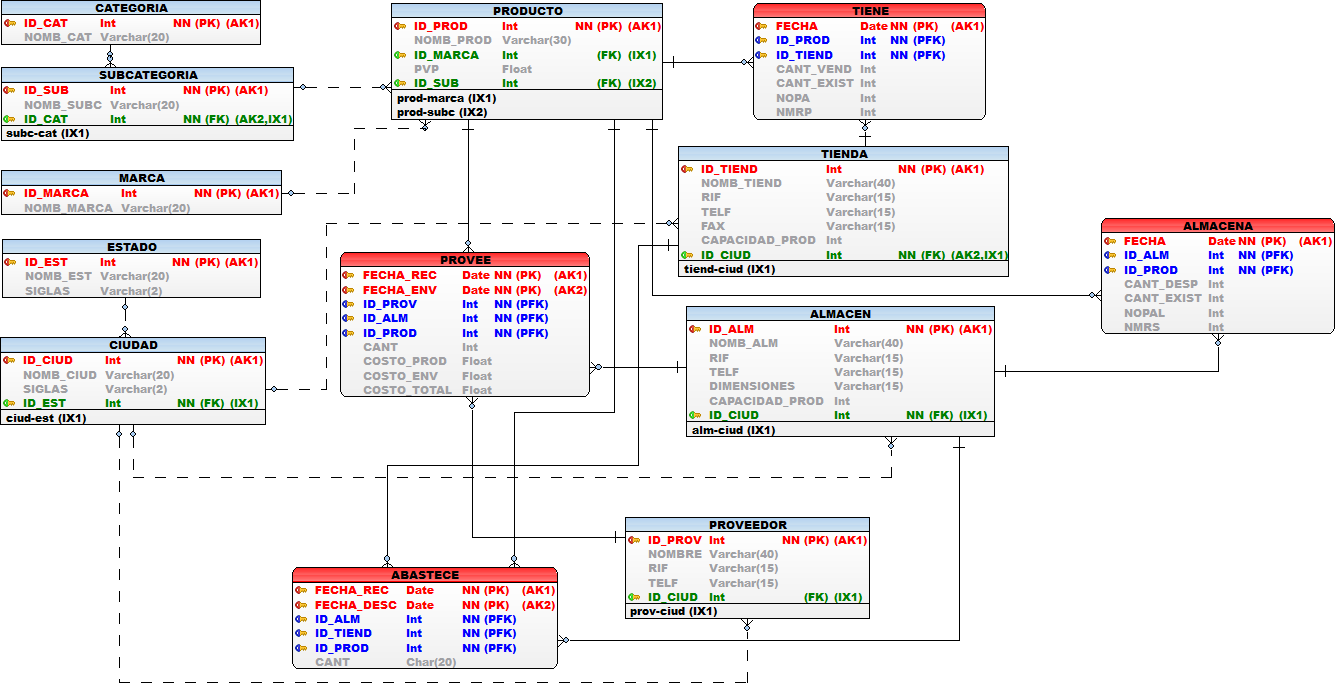 CATEGORIA
ID_CAT Int NN (PK) (AK1)
NOMB_CAT Varchar(20)
SUBCATEGORIA
ID_SUB Int NN (PK) (AK1)
NOMB_SUBC Varchar(20)
ID_CAT Int NN (FK) (AK2,IX1)
subc-cat (IX1)
MARCA
ID_MARCA Int NN (PK) (AK1)
NOMB_MARCA Varchar(20)
ESTADO
ID_EST Int NN (PK) (AK1)
NOMB_EST Varchar(20)
SIGLAS Varchar(2)
CIUDAD
ID_CIUD Int NN (PK) (AK1)
NOMB_CIUD Varchar(20)
SIGLAS Varchar(2)
ID_EST Int NN (FK) (IX1)
ciud-est (IX1)
PRODUCTO
ID_PROD Int NN (PK) (AK1)
NOMB_PROD Varchar(30)
ID_MARCA Int (FK) (IX1)
PVP Float
ID_SUB Int (FK) (IX2)
prod-marca (IX1)
prod-subc (IX2)
TIENE
FECHA Date NN (PK) (AK1)
ID_PROD Int NN (PFK)
ID_TIEND Int NN (PFK)
CANT_VEND Int
CANT_EXIST Int
NOPA Int
NMRP Int
TIENDA
ID_TIEND Int NN (PK) (AK1)
NOMB_TIEND Varchar(40)
RIF Varchar(15)
TELF Varchar(15)
FAX Varchar(15)
CAPACIDAD_PROD Int
ID_CIUD Int NN (FK) (AK2,IX1)
tiend-ciud (IX1)
ALMACENA
FECHA Date NN (PK) (AK1)
ID_ALM Int NN (PFK)
ID_PROD Int NN (PFK)
CANT_DESP Int
CANT_EXIST Int
NOPAL Int
NMRS Int
PROVEE
FECHA_REC Date NN (PK) (AK1)
FECHA_ENV Date NN (PK) (AK2)
ID_PROV Int NN (PFK)
ID_ALM Int NN (PFK)
ID_PROD Int NN (PFK)
CANT Int
COSTO_PROD Float
COSTO_ENV Float
COSTO_TOTAL Float
ALMACEN
ID_ALM Int NN (PK) (AK1)
NOMB_ALM Varchar(40)
RIF Varchar(15)
TELF Varchar(15)
DIMENSIONES Varchar(15)
CAPACIDAD_PROD Int
ID_CIUD Int NN (FK) (IX1)
alm-ciud (IX1)
PROVEEDOR
ID_PROV Int NN (PK) (AK1)
NOMBRE Varchar(40)
RIF Varchar(15)
TELF Varchar(15)
ID_CIUD Int (FK) (IX1)
prov-ciud (IX1)
ABASTECE
FECHA_REC Date NN (PK) (AK1)
FECHA_DESC Date NN (PK) (AK2)
ID_ALM Int NN (PFK)
ID_TIEND Int NN (PFK)
ID_PROD Int NN (PFK)
CANT Char(20)